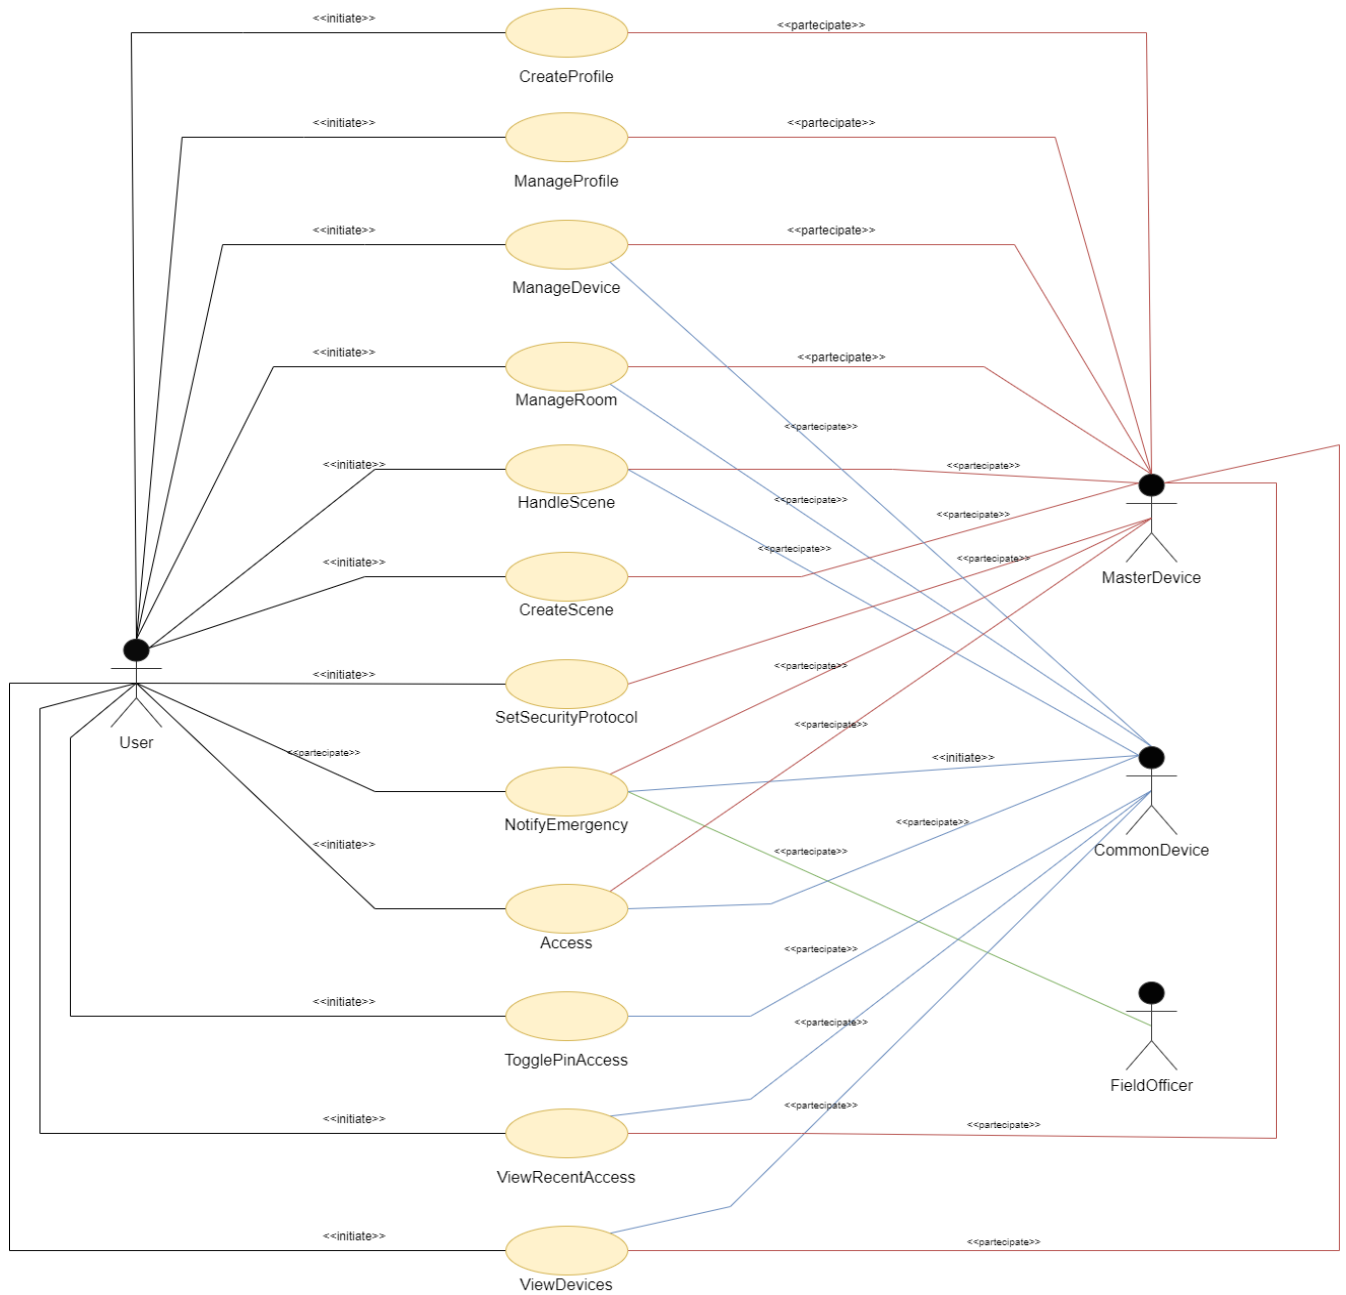 <<initiate>>
<<partecipate>>
CreateProfile
<<initiate>>
<<partecipate>>
ManageProfile
<<initiate>>
<<partecipate>>
ManageDevice
<<initiate>>
<<partecipate>>
ManageRoom
<<partecipate>>
<<initiate>>
<<partecipate>>
HandleScene
<<partecipate>>
<<partecipate>>
<<partecipate>>
<<initiate>>
<<partecipate>>
MasterDevice
CreateScene
<<initiate>>
<<partecipate>>
SetSecurityProtocol
<<partecipate>>
User
<<partecipate>>
<<initiate>>
NotifyEmergency
<<partecipate>>
<<initiate>>
<<partecipate>>
CommonDevice
Access
<<partecipate>>
<<initiate>>
<<partecipate>>
TogglePinAccess
FieldOfficer
<<initiate>>
<<partecipate>>
<<partecipate>>
ViewRecentAccess
<<initiate>>
<<partecipate>>
ViewDevices